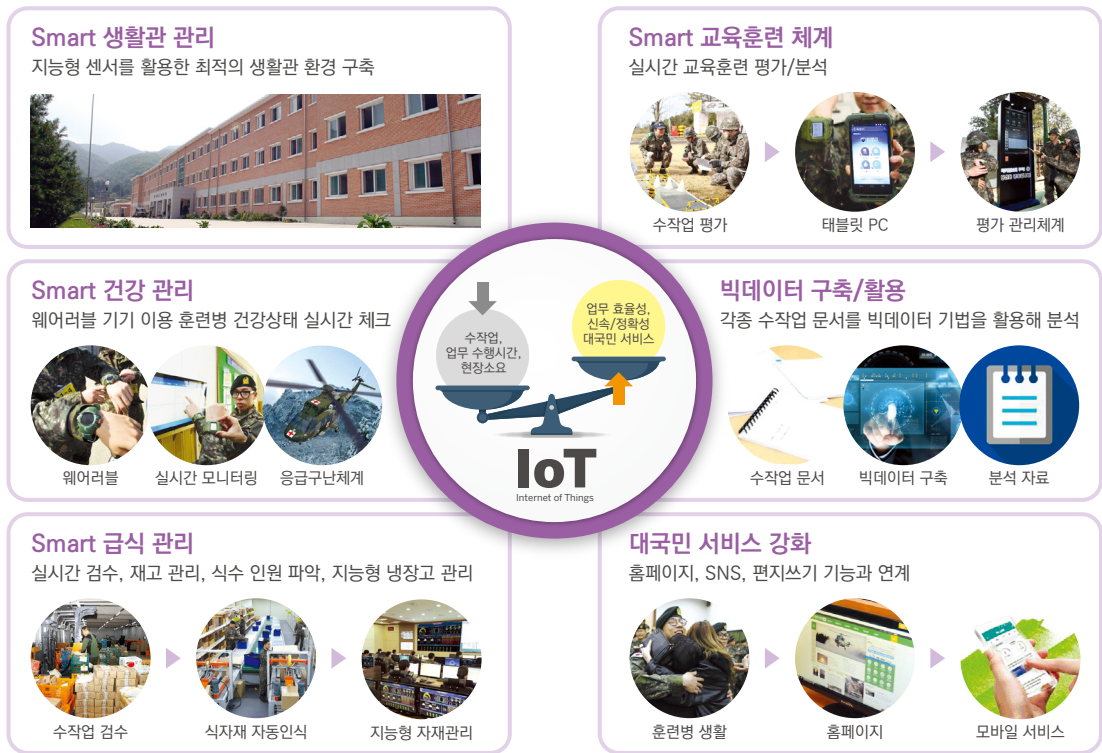 Smart 생활관 관리
지능형 센서를 활용한 최적의 생활관 환경 구축
Smart 교육훈련 체계
실시간 교육훈련 평가/분석
수작업 평가
태블릿 PC
평가 관리체계
Smart 건강 관리
웨어러블 기기 이용 훈련병 건강상태 실시간 체크
웨어러블
실시간 모니터링
응급구난체계
수작업,
업무 수행시간,
현장소요
업무 효율성,
신속/정확성
대국민 서비스
IoT
Internet of Things
빅데이터 구축/활용
각종 수작업 문서를 빅데이터 기법을 활용해 분석
수작업 문서
빅데이터 구축
분석 자료
Smart 급식 관리
실시간 검수, 재고 관리, 식수 인원 파악, 지능형 냉장고 관리
수작업 검수
식자재 자동인식
지능형 자재관리
대국민 서비스 강화
홈페이지, SNS, 편지쓰기 기능과 연계
훈련병 생활
홈페이지
모바일 서비스